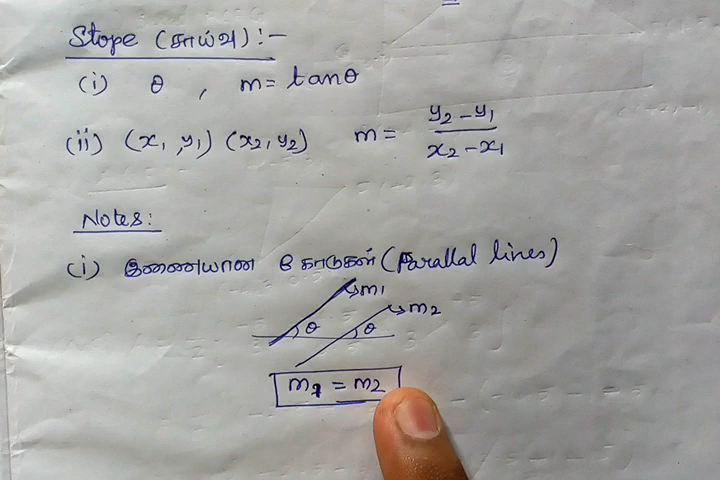 Slope (சாய்வு) :-
(i) θ , m = tanθ
(ii) (x₁, y₁) (x₂, y₂) m = (y₂ - y₁)/(x₂ - x₁)
Notes:
(i) இணையான கோடுகள் (Parallal lines)
m₁
m₂
θ θ
m₁ = m₂